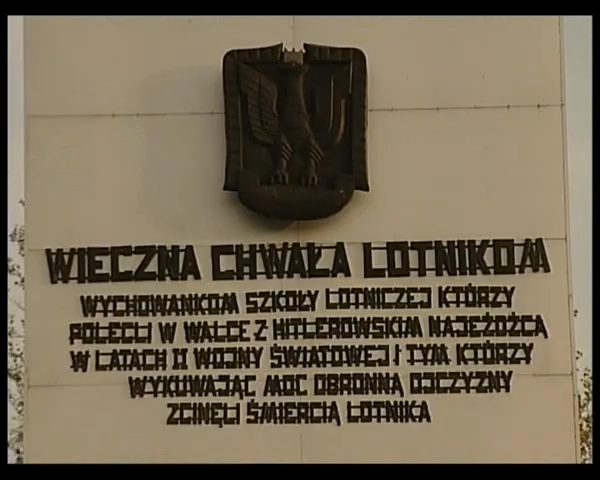 WIECZNA CHWAŁA LOTNIKOM
WYCHOWANKOM SZKOŁY LOTNICZEJ KTÓRZY
POLEGLI W WALCE Z HITLEROWSKIM NAJEŹDŹCĄ
W LATACH II WOJNY ŚWIATOWEJ I TYM KTÓRZY
WYKUWAJĄC MOC OBRONNĄ OJCZYZNY
ZGINĘLI ŚMIERCIĄ LOTNIKA